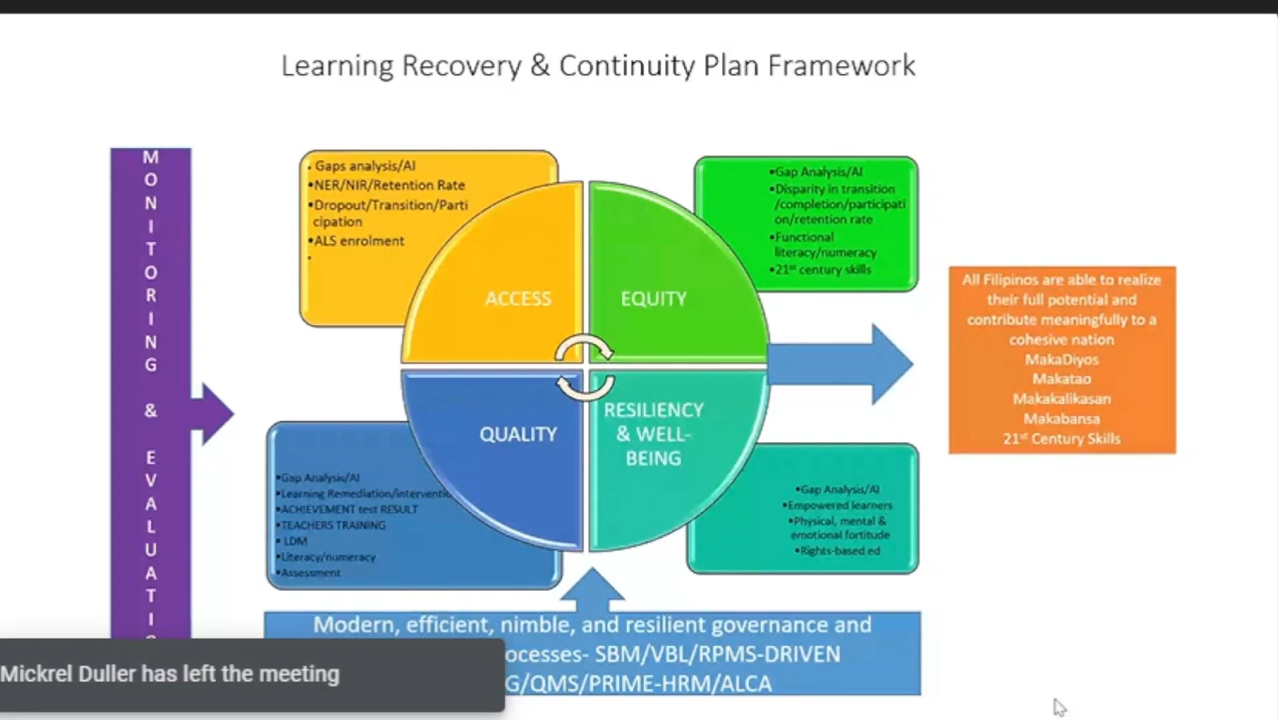 Learning Recovery & Continuity Plan Framework
MONITORING & EVALUATIO
• Gaps analysis/AI
•NER/NIR/Retention Rate
•Dropout/Transition/Parti
cipation
•ALS enrolment
•
•Gap Analysis/AI
•Disparity in transition
/completion/participati
on/retention rate
•Functional
literacy/numeracy
•21st century skills
ACCESS
EQUITY
QUALITY
RESILIENCY
& WELL-
BEING
•Gap Analysis/AI
•Learning Remediation/interventio
•ACHIEVEMENT test RESULT
•TEACHERS TRAINING
• LDM
•Literacy/numeracy
•Assessment
•Gap Analysis/AI
•Empowered learners
•Physical, mental &
emotional fortitude
•Rights-based ed
All Filipinos are able to realize
their full potential and
contribute meaningfully to a
cohesive nation
MakaDiyos
Makatao
Makakalikasan
Makabansa
21st Century Skills
Modern, efficient, nimble, and resilient governance and
ocesses- SBM/VBL/RPMS-DRIVEN
G/QMS/PRIME-HRM/ALCA
Mickrel Duller has left the meeting